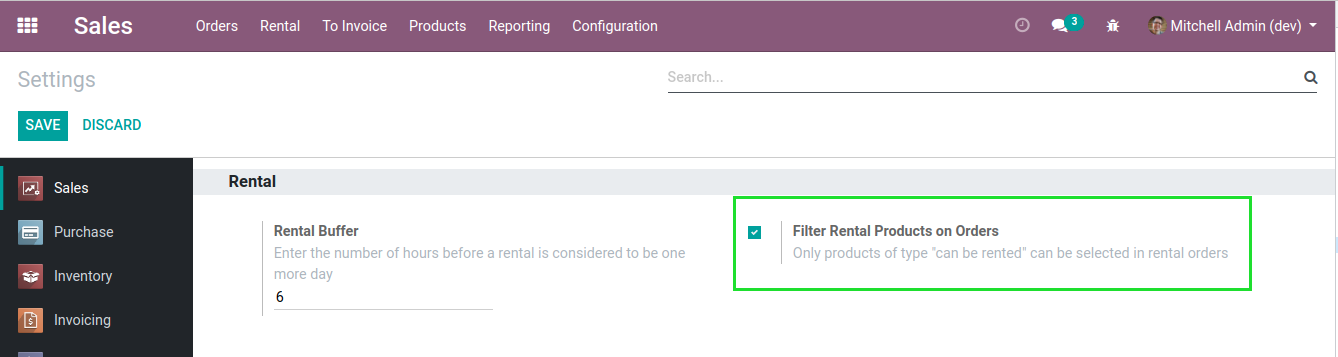 Sales Orders Rental To Invoice Products Reporting Configuration 3 Mitchell Admin (dev)
Settings Search...
SAVE DISCARD
Sales
Purchase
Inventory
Invoicing
Rental
Rental Buffer
Enter the number of hours before a rental is considered to be one
more day
6
Filter Rental Products on Orders
Only products of type "can be rented" can be selected in rental orders